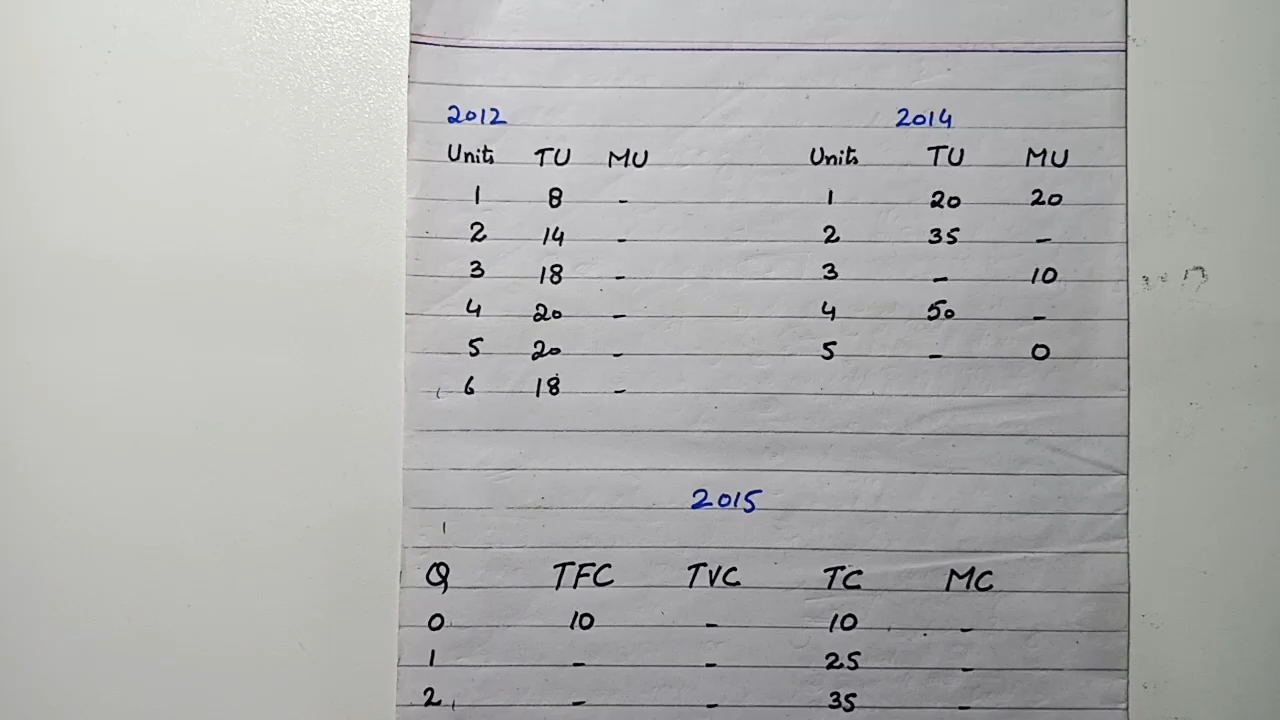 2012 2014
Units TU MU Units TU MU
1 8 - 1 20 20
2 14 - 2 35 -
3 18 - 3 - 10
4 20 - 4 50 -
5 20 - 5 - 0
6 18 -
2015
Q TFC TVC TC MC
0 10 - 10 -
1 - - 25 -
2 - - 35 -